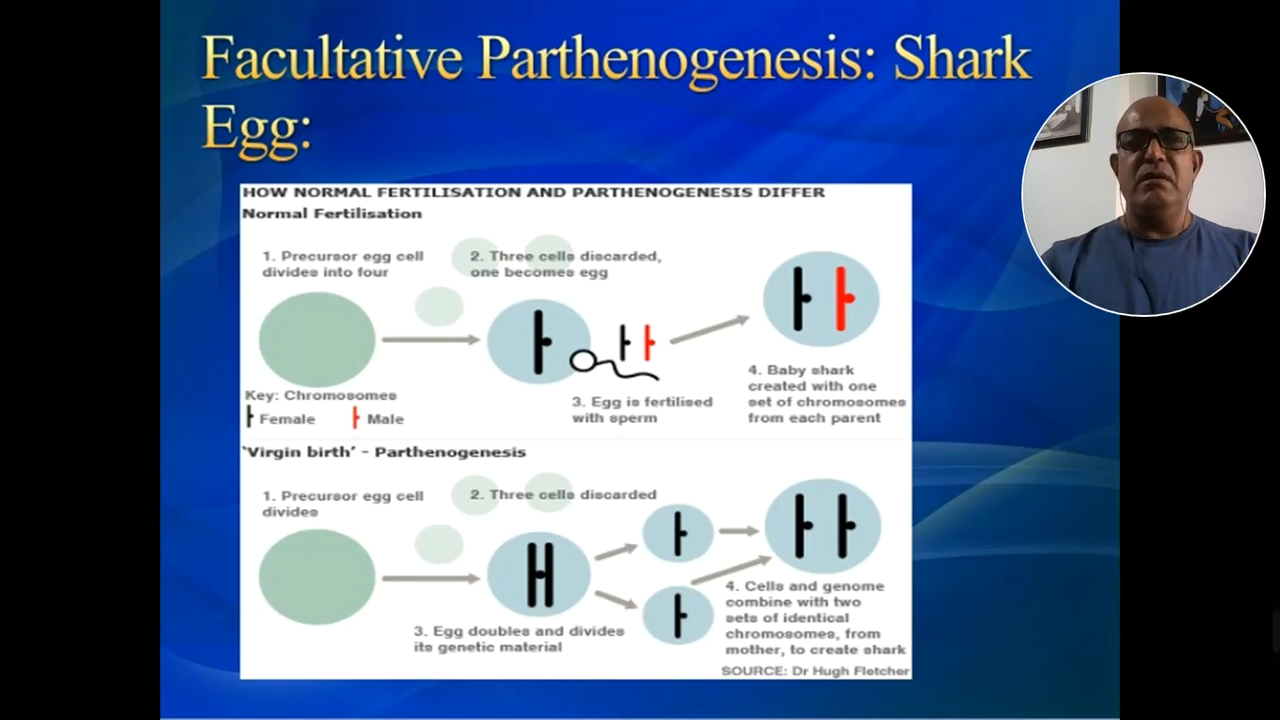 Facultative Parthenogenesis: Shark
Egg:
HOW NORMAL FERTILISATION AND PARTHENOGENESIS DIFFER
Normal Fertilisation
1. Precursor egg cell
divides into four
2. Three cells discarded,
one becomes egg
3. Egg is fertilised
with sperm
4. Baby shark
created with one
set of chromosomes
from each parent
Key: Chromosomes
Female
Male
'Virgin birth' - Parthenogenesis
1. Precursor egg cell
divides
2. Three cells discarded
3. Egg doubles and divides
its genetic material
4. Cells and genome
combine with two
sets of identical
chromosomes, from
mother, to create shark
SOURCE: Dr Hugh Fletcher